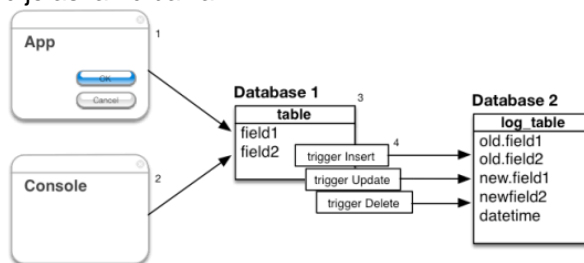 App
1
OK
Cancel
Console
2
Database 1
3
table
field1
field2
4
trigger Insert
trigger Update
trigger Delete
Database 2
log_table
old.field1
old.field2
new.field1
newfield2
datetime